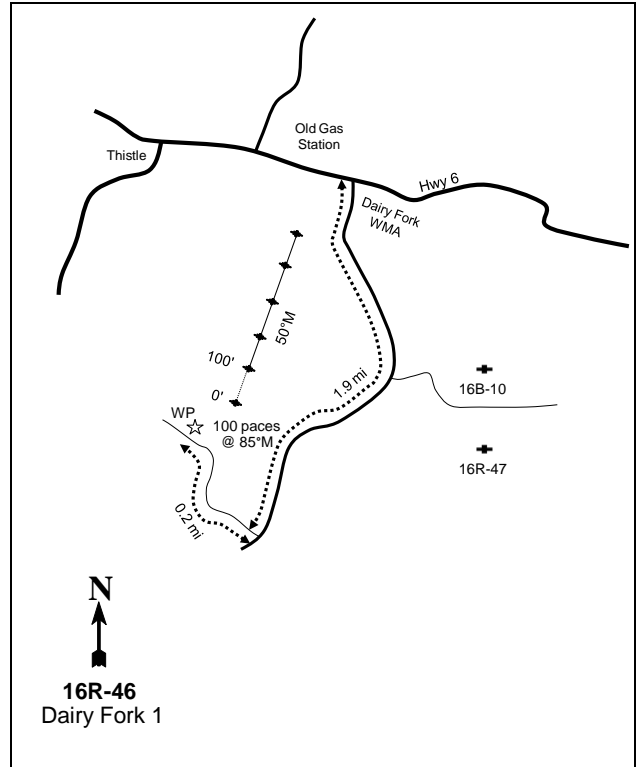 Old Gas
Station
Thistle
Hwy 6
Dairy Fork
WMA
50°M
100'
0'
1.9 mi
16B-10
WP
100 paces
@ 85°M
16R-47
0.2 mi
N
16R-46
Dairy Fork 1